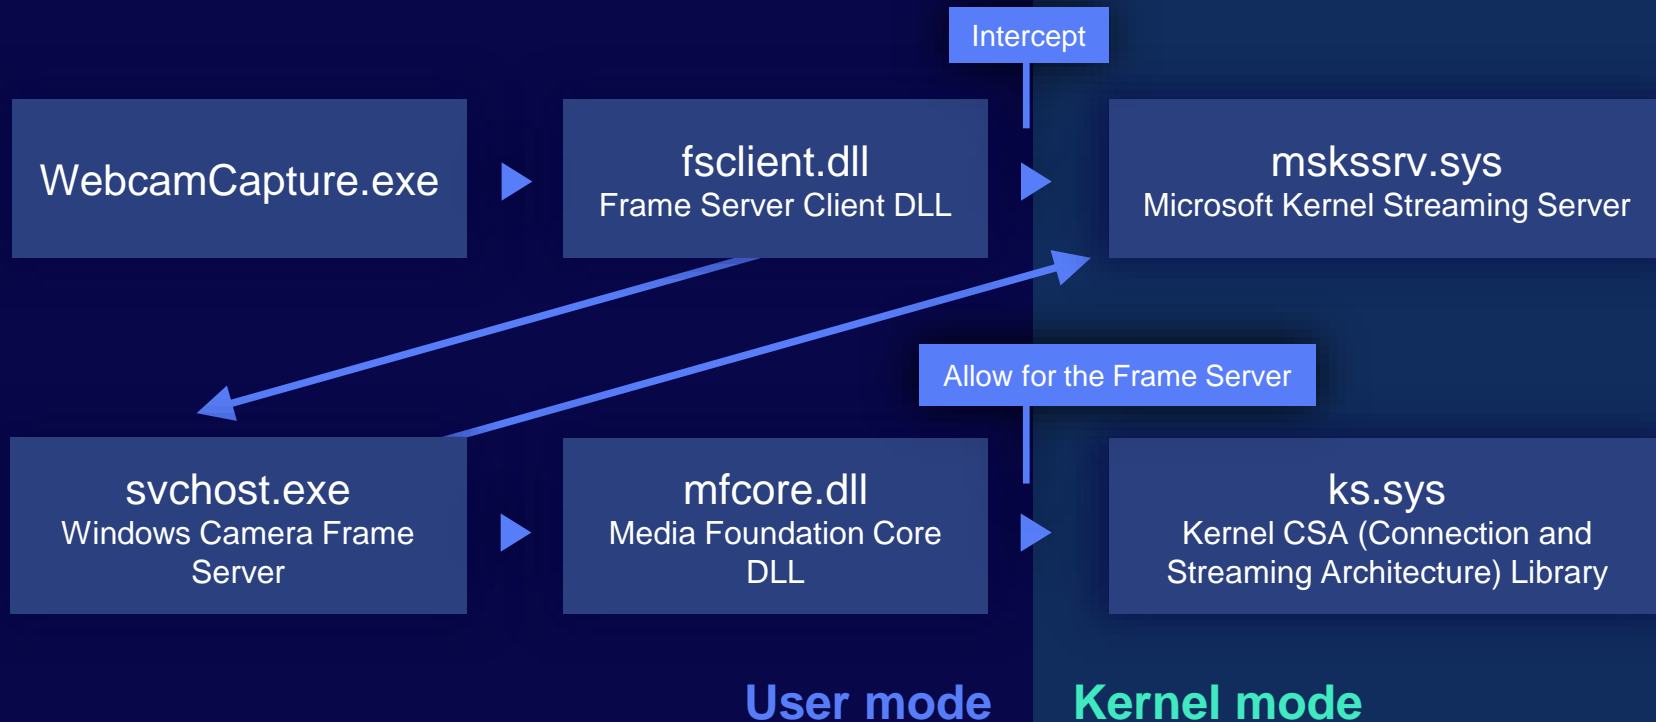 Intercept
WebcamCapture.exe
fsclient.dll
Frame Server Client DLL
mskssrv.sys
Microsoft Kernel Streaming Server
Allow for the Frame Server
svchost.exe
Windows Camera Frame
Server
mfcore.dll
Media Foundation Core
DLL
ks.sys
Kernel CSA (Connection and
Streaming Architecture) Library
User mode
Kernel mode